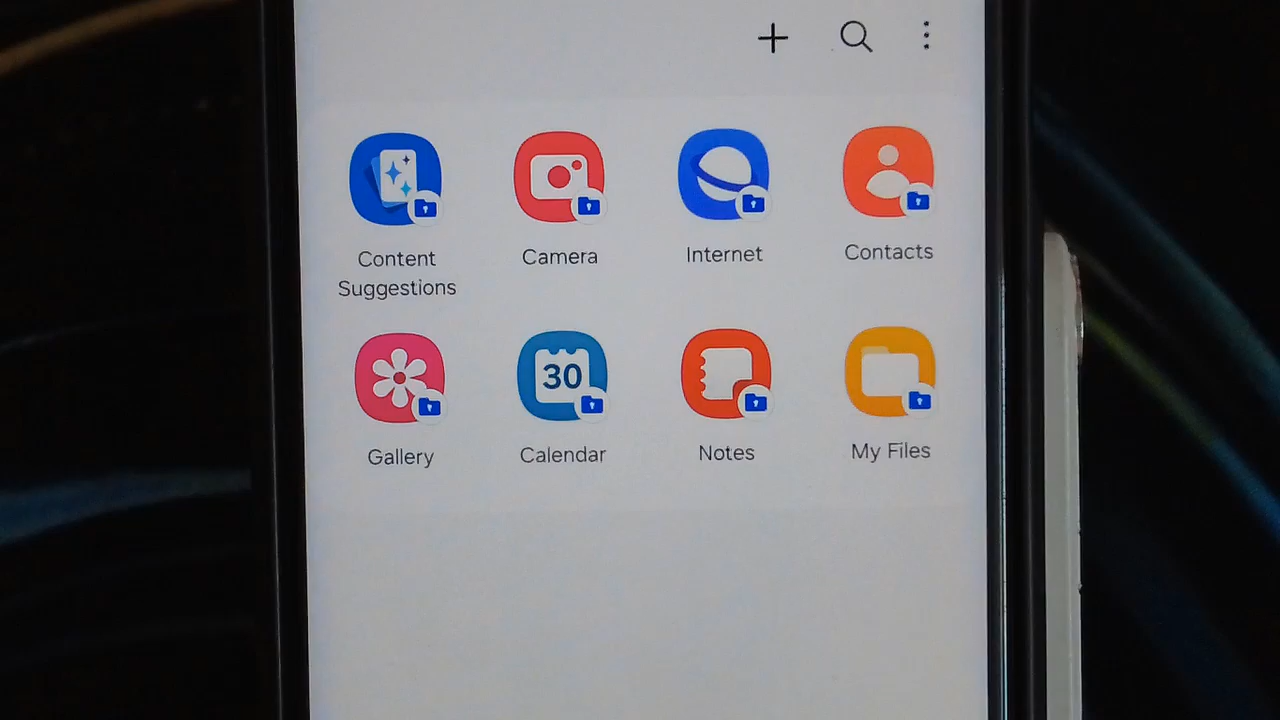 Content
Suggestions
Camera
Internet
Contacts
Gallery
30
Calendar
Notes
My Files